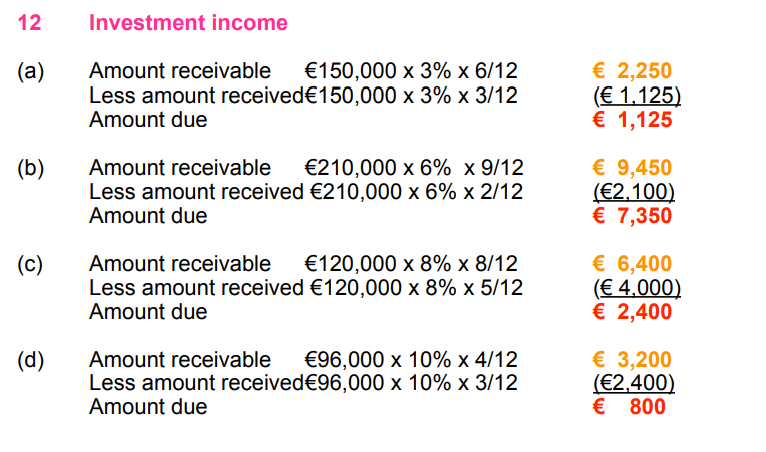 12 Investment income
(a) Amount receivable €150,000 x 3% x 6/12 € 2,250
Less amount received€150,000 x 3% x 3/12 (€ 1,125)
Amount due € 1,125
(b) Amount receivable €210,000 x 6% x 9/12 € 9,450
Less amount received €210,000 x 6% x 2/12 (€2,100)
Amount due € 7,350
(c) Amount receivable €120,000 x 8% x 8/12 € 6,400
Less amount received €120,000 x 8% x 5/12 (€ 4,000)
Amount due € 2,400
(d) Amount receivable €96,000 x 10% x 4/12 € 3,200
Less amount received€96,000 x 10% x 3/12 (€2,400)
Amount due € 800